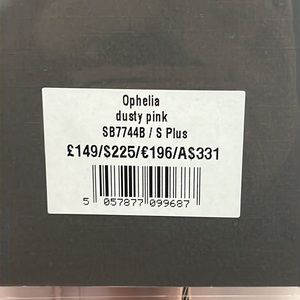 Ophelia
dusty pink
SB7744B / S Plus
£149/$225/€196/A$331
5 057877 099687